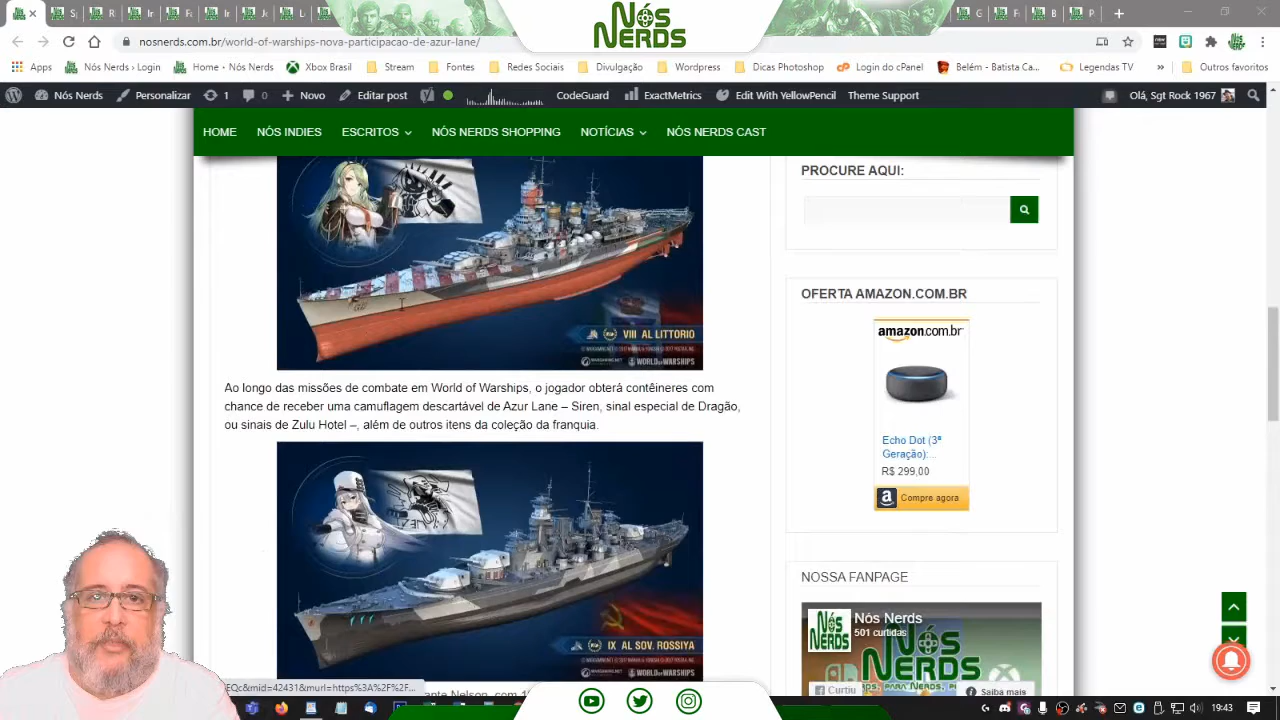 Nós
NERDS
nosnerds.com.br/world-of-warships-nova-participacao-de-azur-lane/
Apps
Nós Nerds › Login
Home - Nós Nerds
Xbox Brasil
Stream
Fontes
Redes Sociais
Divulgação
Wordpress
Dicas Photoshop
Login do cPanel
Belém - Batista Ca...
Legendas TV
»
Outros favoritos
Nós Nerds
Personalizar
1
0
Novo
Editar post
CodeGuard
ExactMetrics
Edit With YellowPencil
Theme Support
Olá, Sgt Rock 1967
HOME
NÓS INDIES
ESCRITOS
NÓS NERDS SHOPPING
NOTÍCIAS
NÓS NERDS CAST
PROCURE AQUI:
VIII AL LITTORIO
WORLD OF WARSHIPS
Ao longo das missões de combate em World of Warships, o jogador obterá contêineres com
chance de receber uma camuflagem descartável de Azur Lane – Siren, sinal especial de Dragão,
ou sinais de Zulu Hotel –, além de outros itens da coleção da franquia.
OFERTA AMAZON.COM.BR
amazon.com.br
Echo Dot (3ª
Geração):...
R$ 299,00
Compre agora
IX AL SOV. ROSSIYA
WORLD OF WARSHIPS
NOSSA FANPAGE
Nós Nerds
501 curtidas
Nós
NERDS
Curtiu
Saiba mais
19:43